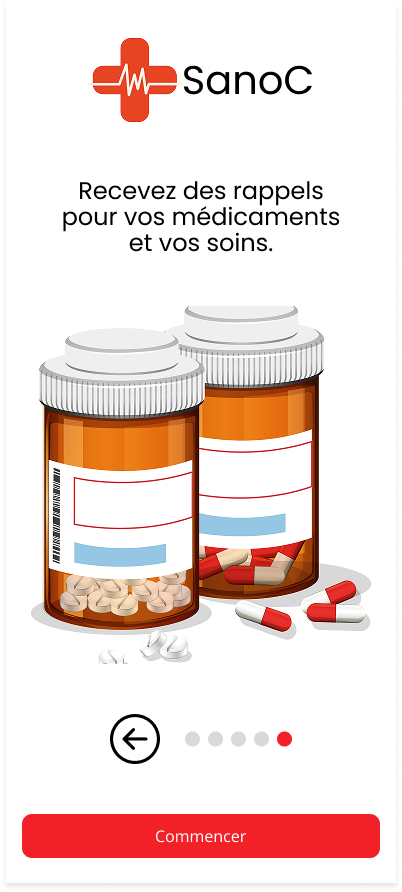 SanoC
Recevez des rappels
pour vos médicaments
et vos soins.
Commencer